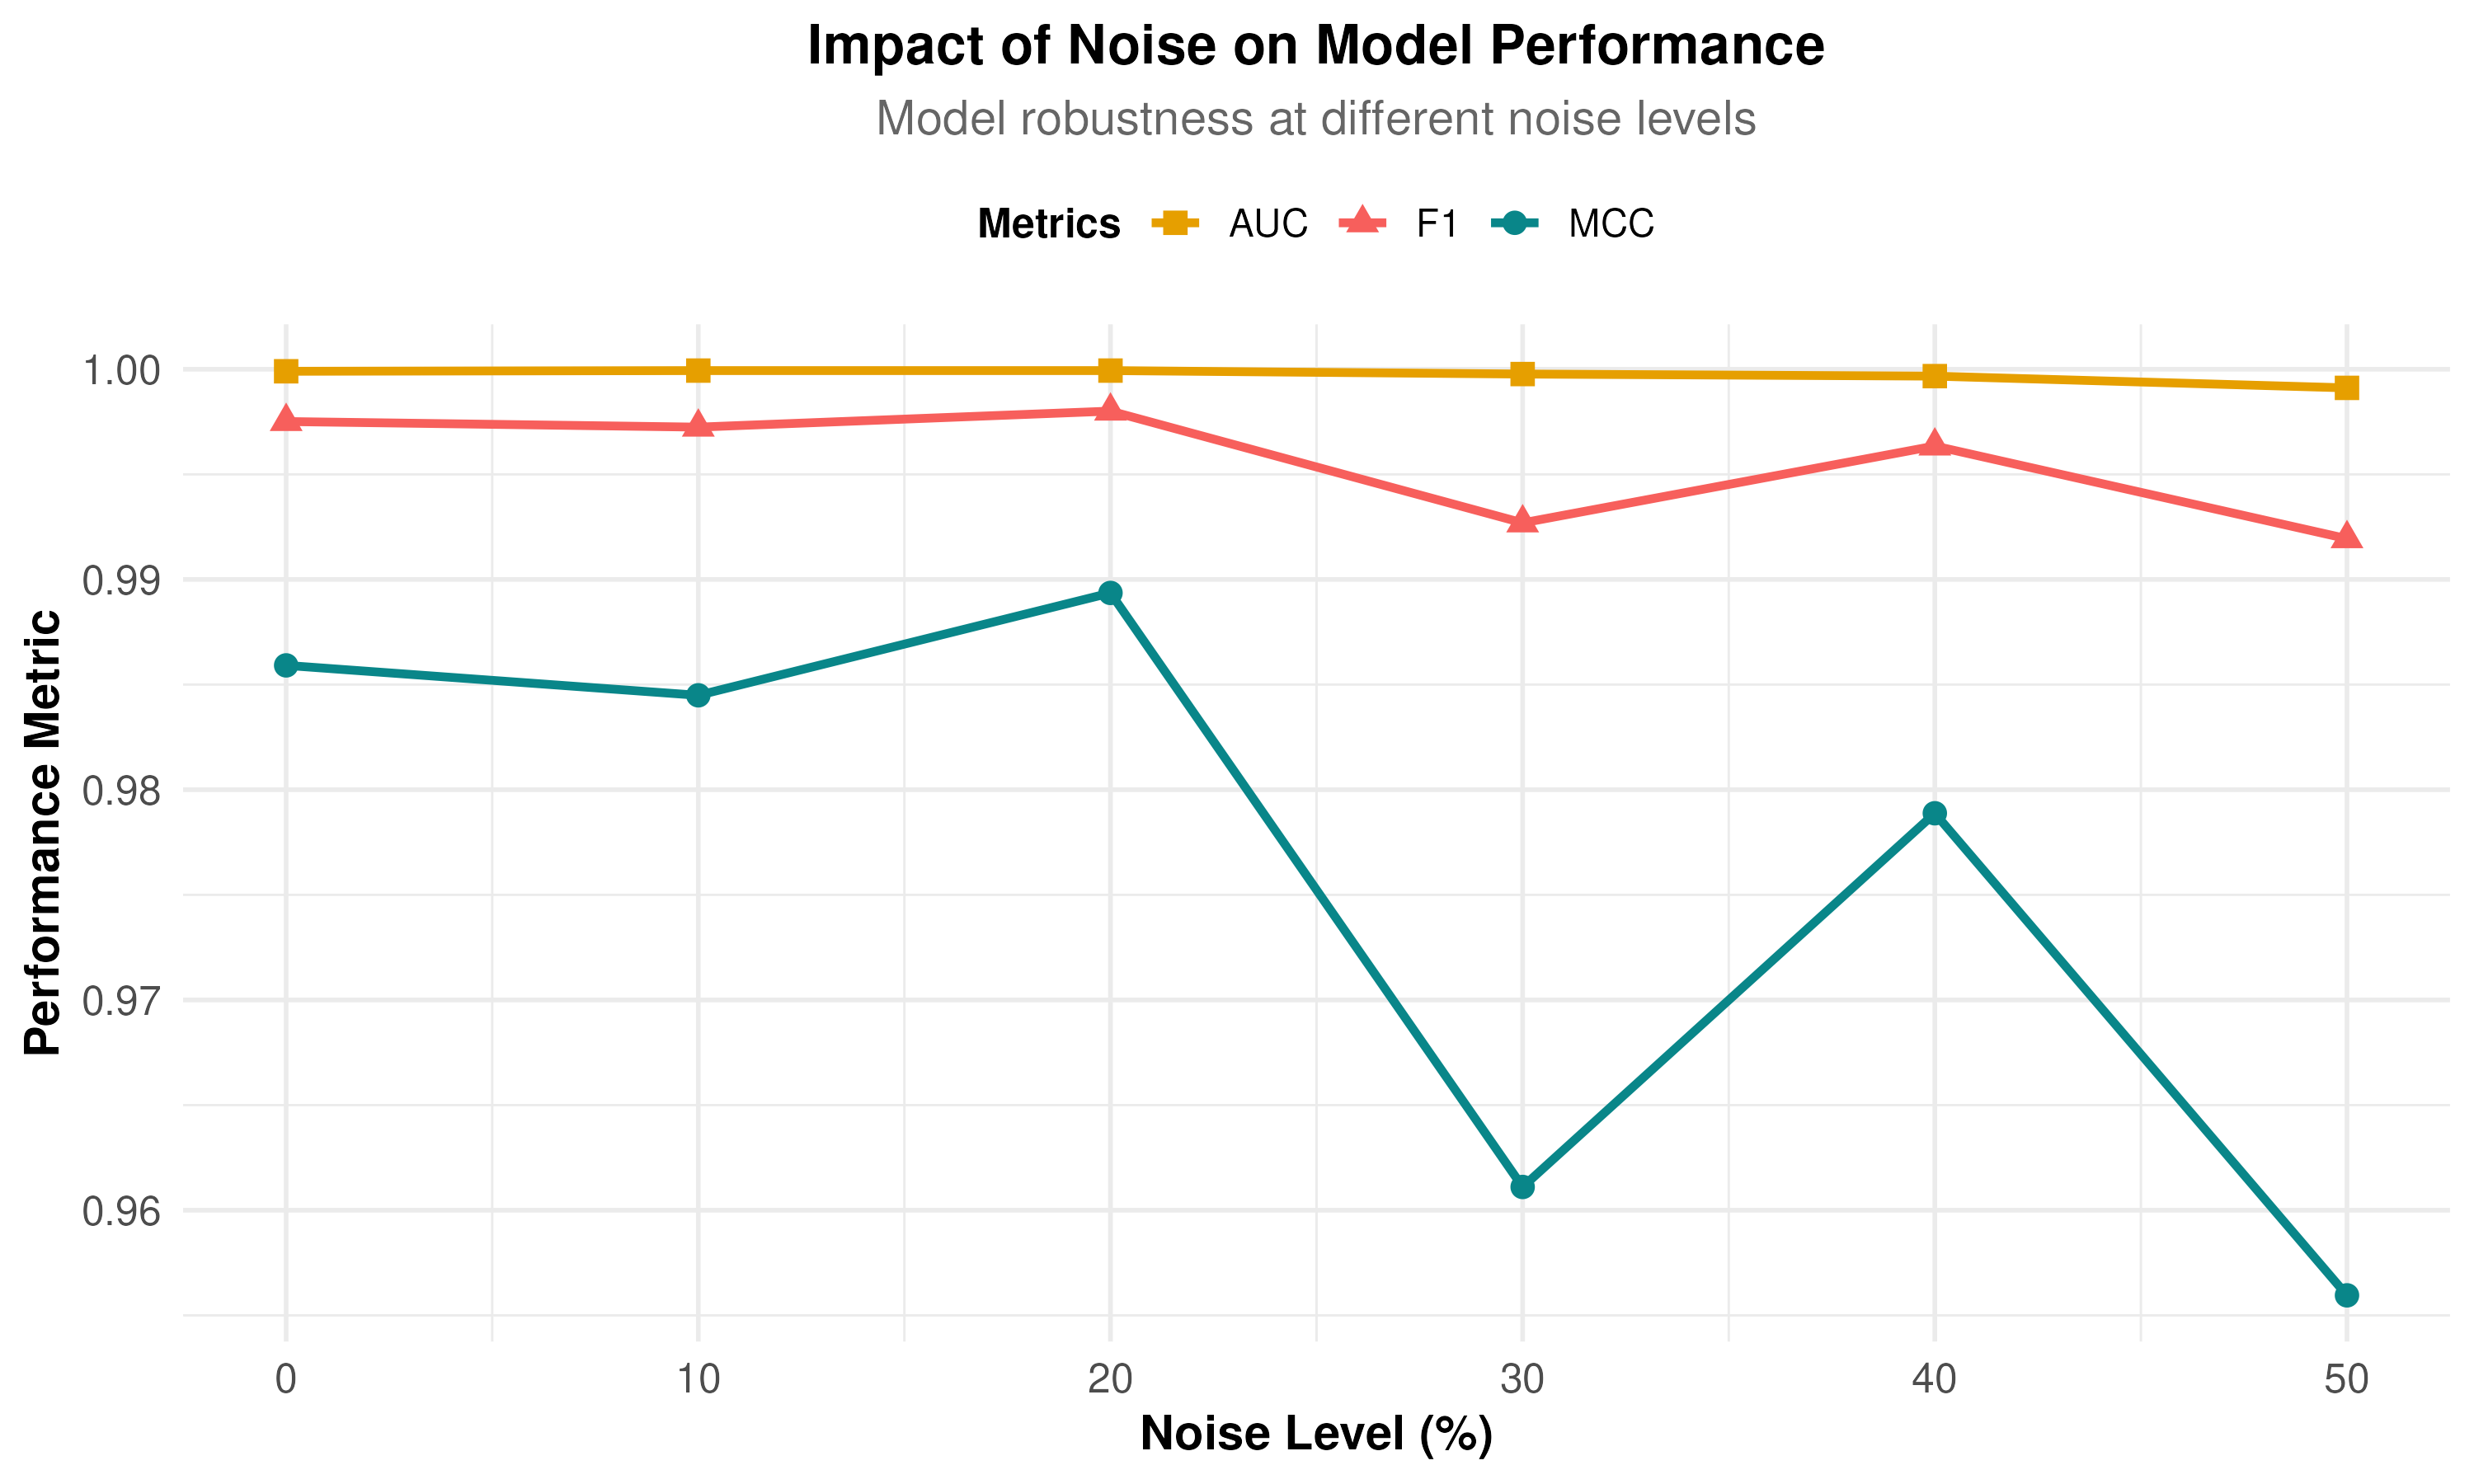 Impact of Noise on Model Performance
Model robustness at different noise levels
Metrics AUC F1 MCC
Performance Metric
1.00
0.99
0.98
0.97
0.96
0 10 20 30 40 50
Noise Level (%)